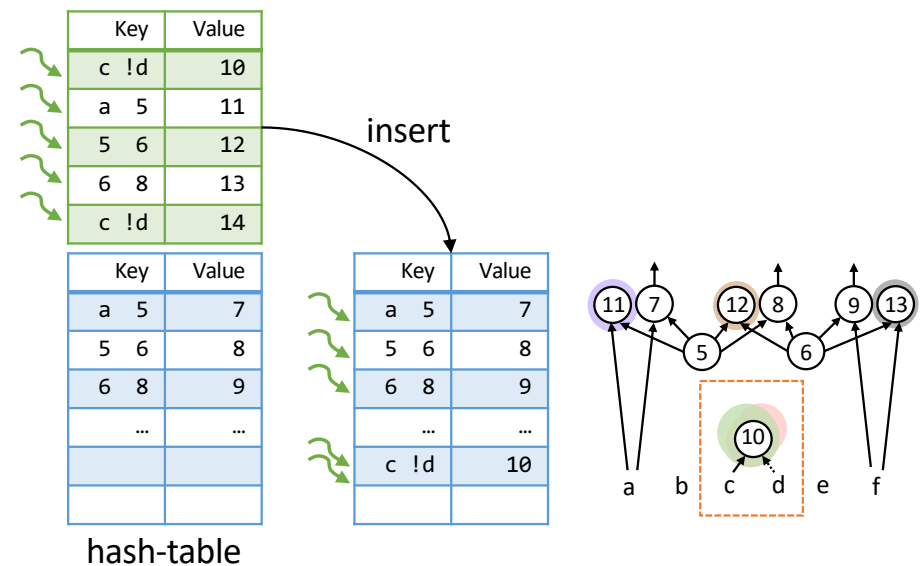 Key Value
c !d 10
a 5 11
5 6 12
6 8 13
c !d 14
insert
Key Value
a 5 7
5 6 8
6 8 9
… …
hash-table
Key Value
a 5 7
5 6 8
6 8 9
… …
c !d 10
11 7 12 8 9 13
5 6
10
a b c d e f